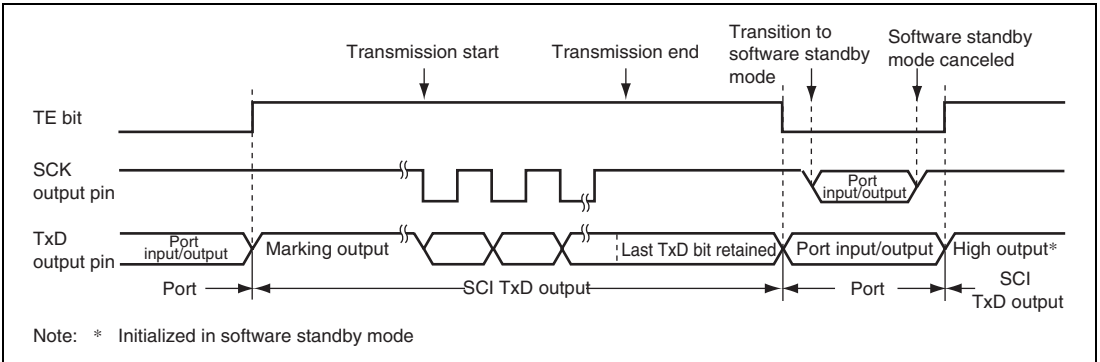 Transmission start
Transmission end
Transition to
software standby
mode
Software standby
mode canceled
TE bit
SCK
output pin
Port
input/output
TxD
output pin
Port
input/output
Marking output
Last TxD bit retained
Port input/output
High output*
Port
SCI TxD output
Port
SCI
TxD output
Note: * Initialized in software standby mode